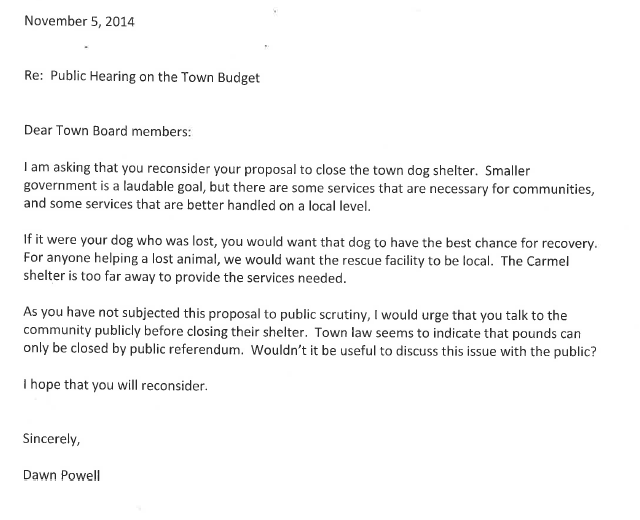 November 5, 2014
Re: Public Hearing on the Town Budget
Dear Town Board members:
I am asking that you reconsider your proposal to close the town dog shelter. Smaller
government is a laudable goal, but there are some services that are necessary for communities,
and some services that are better handled on a local level.
If it were your dog who was lost, you would want that dog to have the best chance for recovery.
For anyone helping a lost animal, we would want the rescue facility to be local. The Carmel
shelter is too far away to provide the services needed.
As you have not subjected this proposal to public scrutiny, I would urge that you talk to the
community publicly before closing their shelter. Town law seems to indicate that pounds can
only be closed by public referendum. Wouldn't it be useful to discuss this issue with the public?
I hope that you will reconsider.
Sincerely,
Dawn Powell